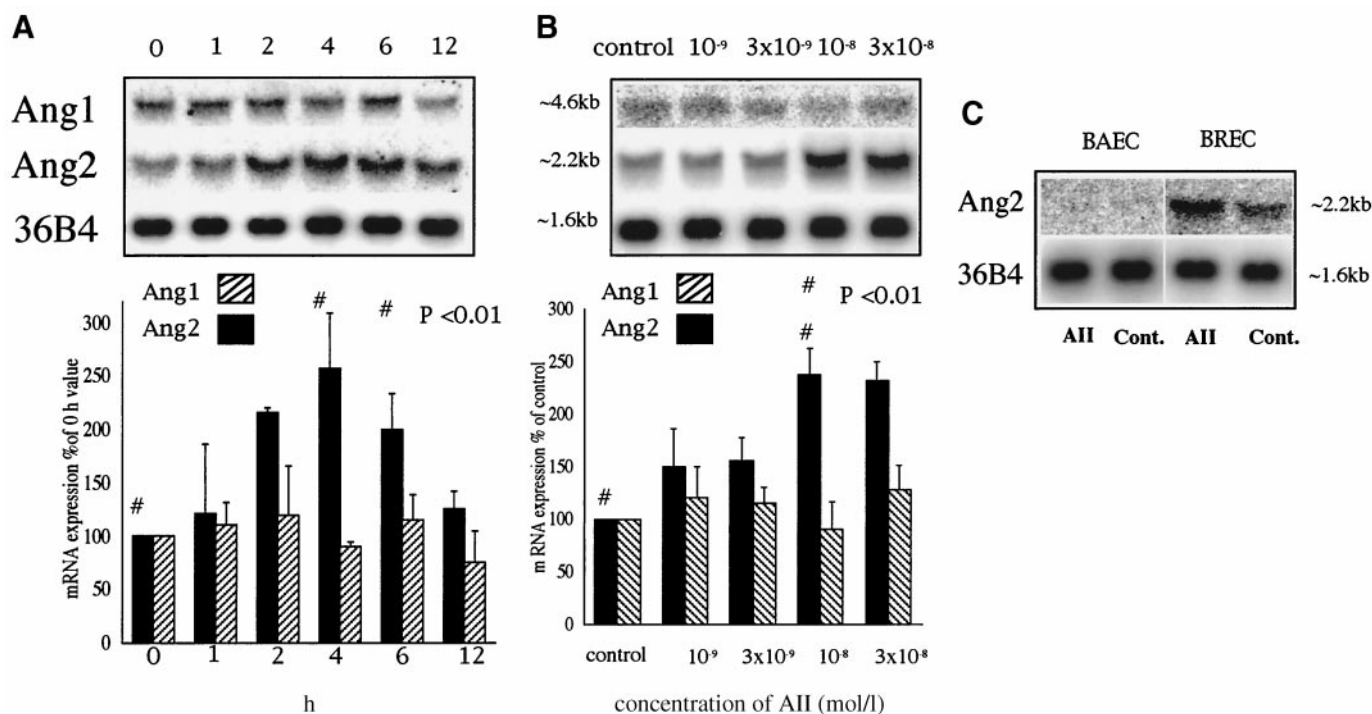 A
0 1 2 4 6 12
Ang1
Ang2
36B4
Ang1
Ang2
# # P <0.01
#
300
250
200
150
100
50
0
mRNA expression %of 0 h value
0 1 2 4 6 12
h
B
control 10⁻⁹ 3x10⁻⁹ 10⁻⁸ 3x10⁻⁸
~4.6kb
~2.2kb
~1.6kb
Ang1
Ang2
# P <0.01
#
#
300
250
200
150
100
50
0
m RNA expression % of control
control 10⁻⁹ 3x10⁻⁹ 10⁻⁸ 3x10⁻⁸
concentration of AII (mol/l)
C
BAEC BREC
Ang2 ~2.2kb
36B4 ~1.6kb
AII Cont. AII Cont.